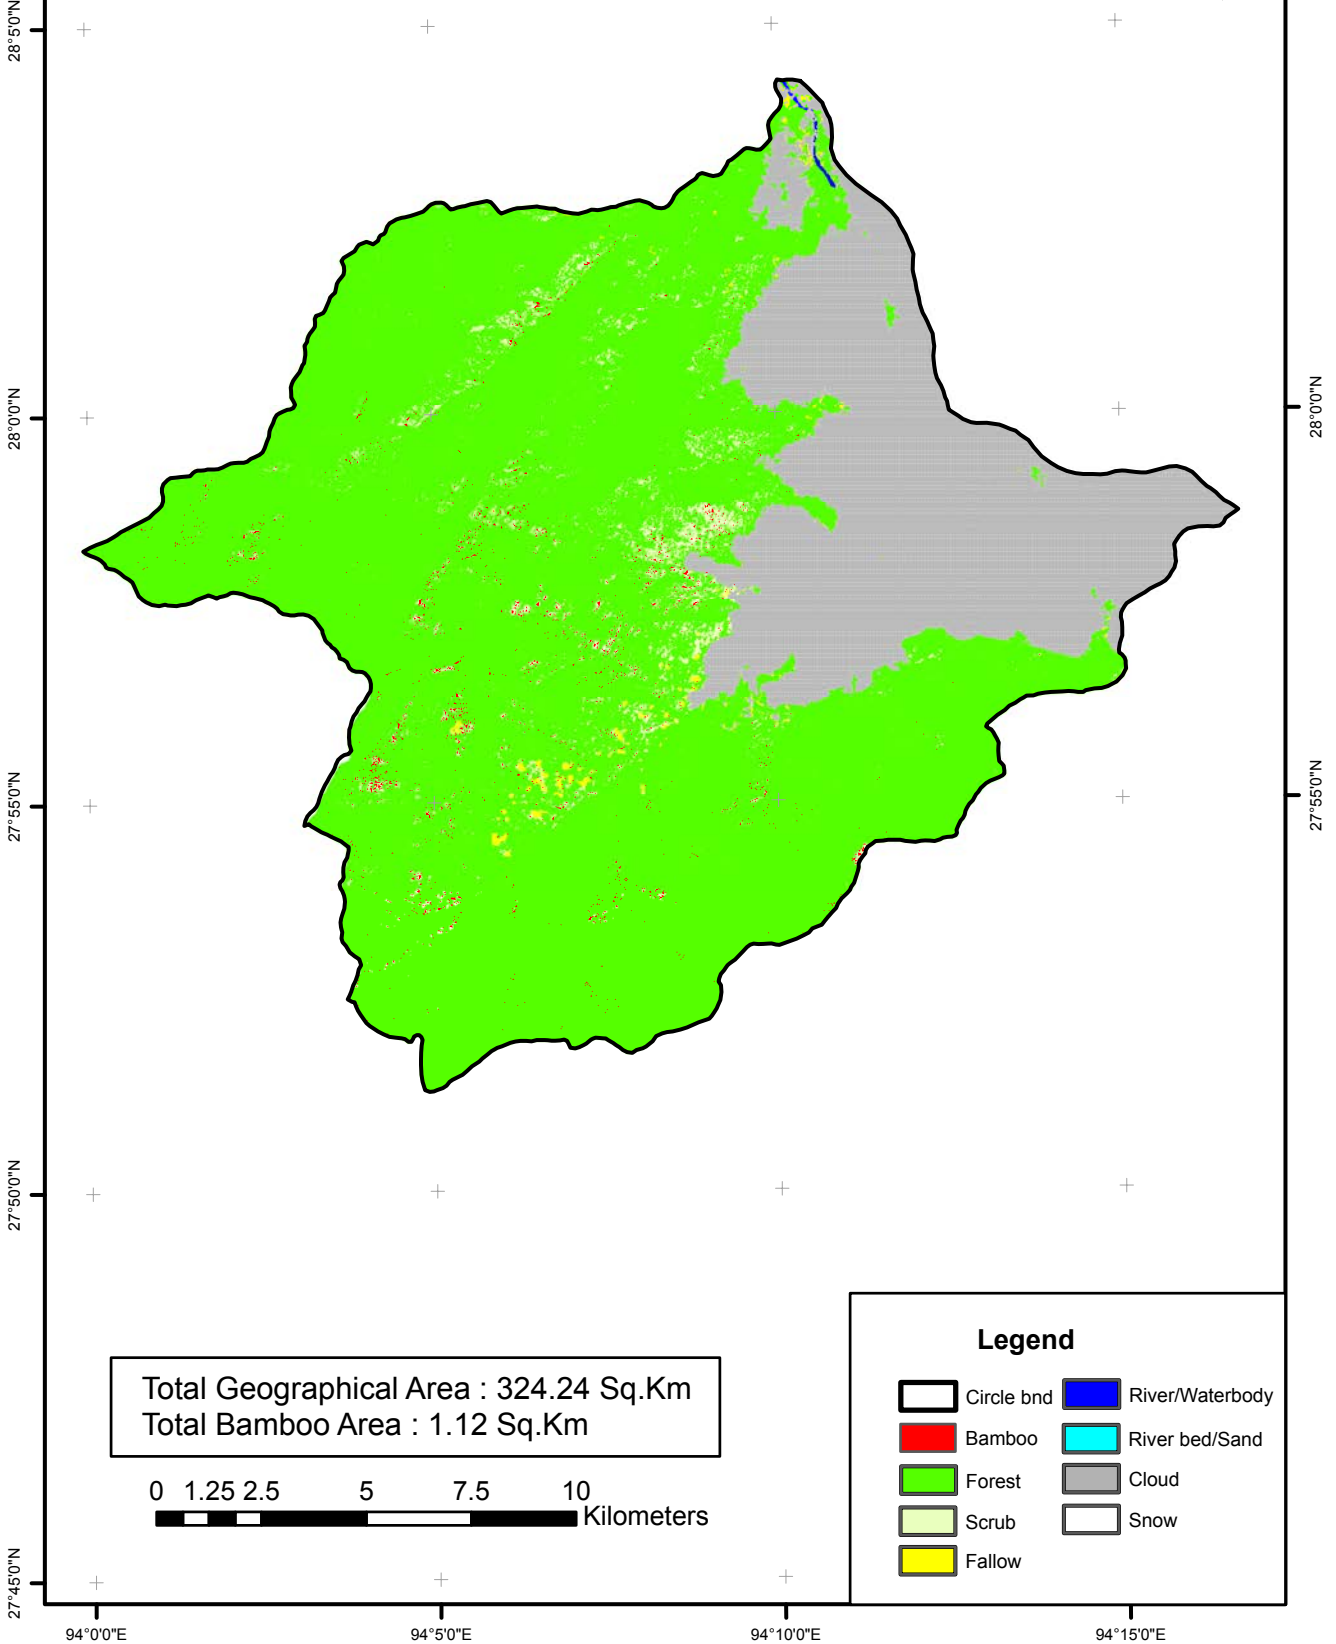 28°5'0"N
28°0'0"N
28°0'0"N
27°55'0"N
27°55'0"N
27°50'0"N
27°45'0"N
Total Geographical Area : 324.24 Sq.Km
Total Bamboo Area : 1.12 Sq.Km
0 1.25 2.5 5 7.5 10
Kilometers
Legend
Circle bnd
Bamboo
Forest
Scrub
Fallow
River/Waterbody
River bed/Sand
Cloud
Snow
94°0'0"E 94°5'0"E 94°10'0"E 94°15'0"E